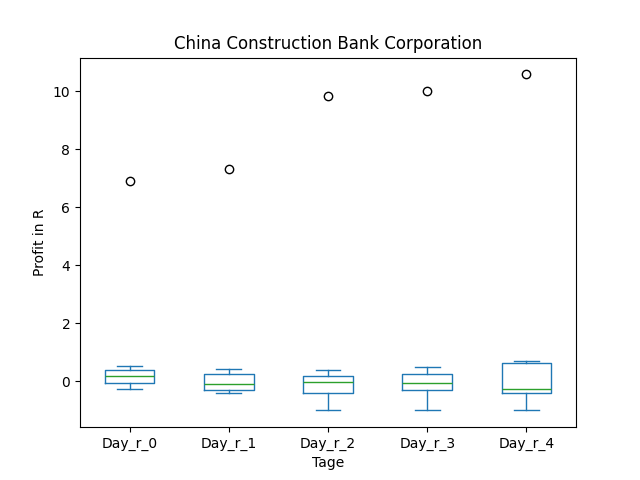 China Construction Bank Corporation
Profit in R
10
8
6
4
2
0
Day_r_0 Day_r_1 Day_r_2 Day_r_3 Day_r_4
Tage